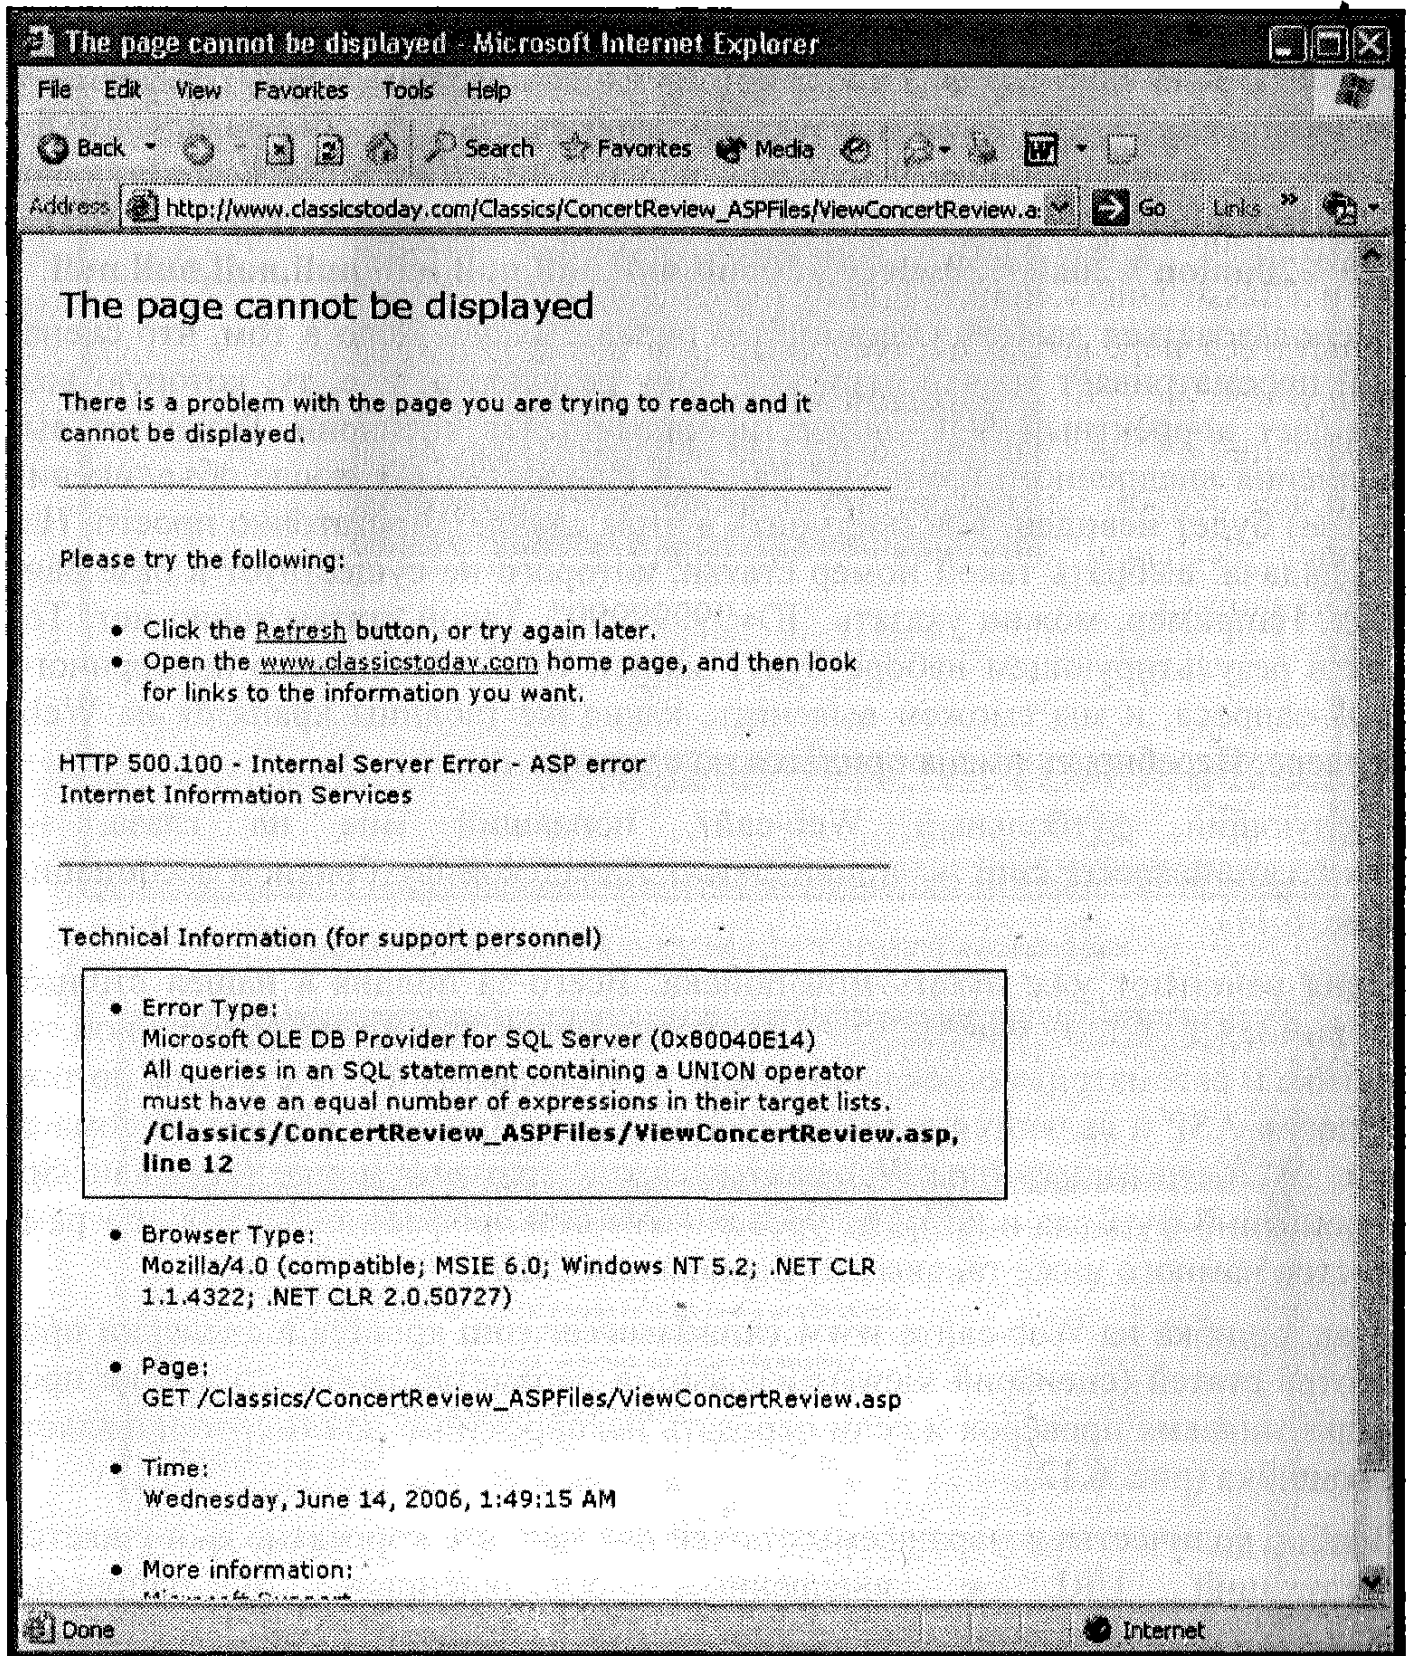 The page cannot be displayed - Microsoft Internet Explorer
File Edit View Favorites Tools Help
Back Search Favorites Media
Address http://www.classicstoday.com/Classics/ConcertReview_ASPFiles/ViewConcertReview.a: Go Links »
The page cannot be displayed
There is a problem with the page you are trying to reach and it
cannot be displayed.
Please try the following:
• Click the Refresh button, or try again later.
• Open the www.classicstoday.com home page, and then look
for links to the information you want.
HTTP 500.100 - Internal Server Error - ASP error
Internet Information Services
Technical Information (for support personnel)
• Error Type:
Microsoft OLE DB Provider for SQL Server (0x80040E14)
All queries in an SQL statement containing a UNION operator
must have an equal number of expressions in their target lists.
/Classics/ConcertReview_ASPFiles/ViewConcertReview.asp,
line 12
• Browser Type:
Mozilla/4.0 (compatible; MSIE 6.0; Windows NT 5.2; .NET CLR
1.1.4322; .NET CLR 2.0.50727)
• Page:
GET /Classics/ConcertReview_ASPFiles/ViewConcertReview.asp
• Time:
Wednesday, June 14, 2006, 1:49:15 AM
• More information:
Done Internet